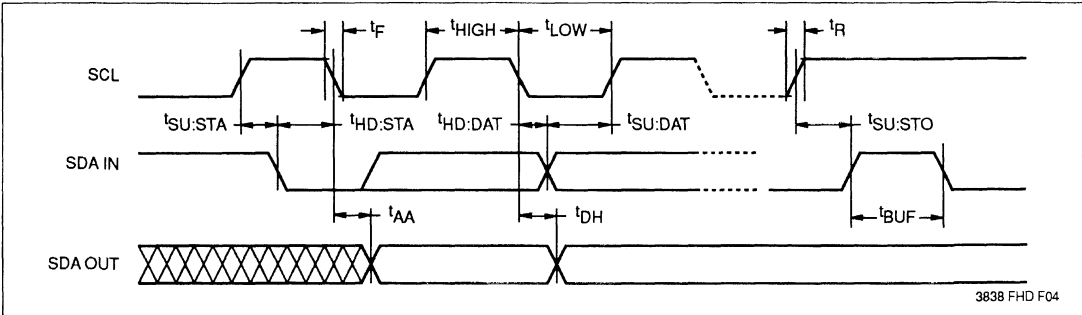 tF
tHIGH
tLOW
tR
SCL
tSU:STA
tHD:STA
tHD:DAT
tSU:DAT
tSU:STO
SDA IN
tAA
tDH
tBUF
SDA OUT
3838 FHD F04